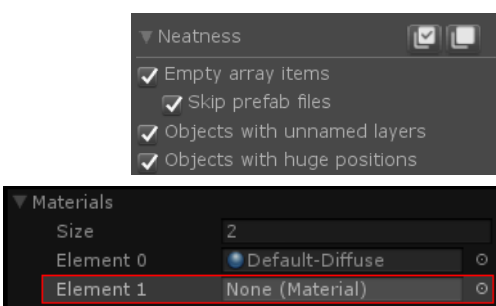 Neatness
Empty array items
Skip prefab files
Objects with unnamed layers
Objects with huge positions
Materials
Size 2
Element 0 Default-Diffuse
Element 1 None (Material)